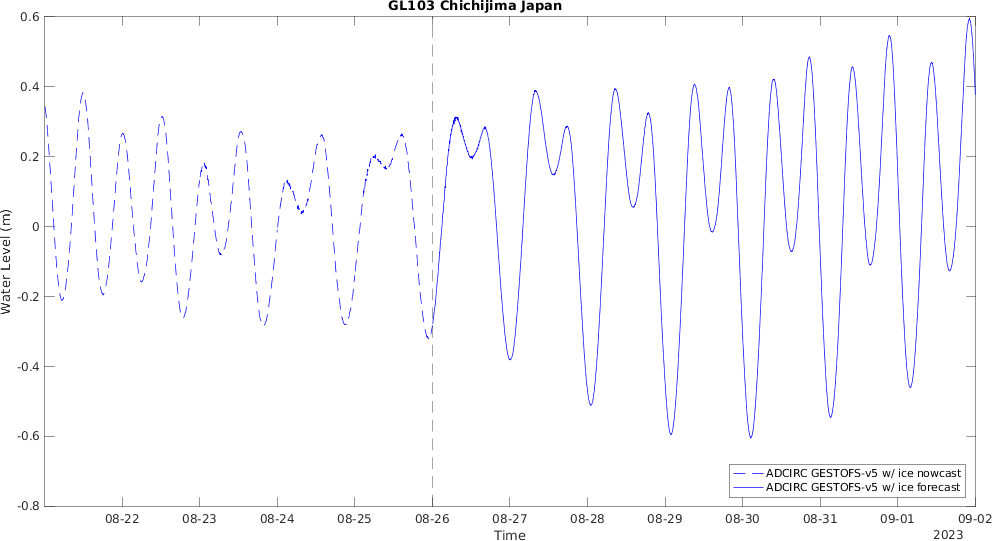 GL103 Chichijima Japan
0.6
0.4
0.2
0
-0.2
-0.4
-0.6
-0.8
Water Level (m)
ADCIRC GESTOFS-v5 w/ ice nowcast
ADCIRC GESTOFS-v5 w/ ice forecast
08-22 08-23 08-24 08-25 08-26 08-27 08-28 08-29 08-30 08-31 09-01 09-02
Time
2023